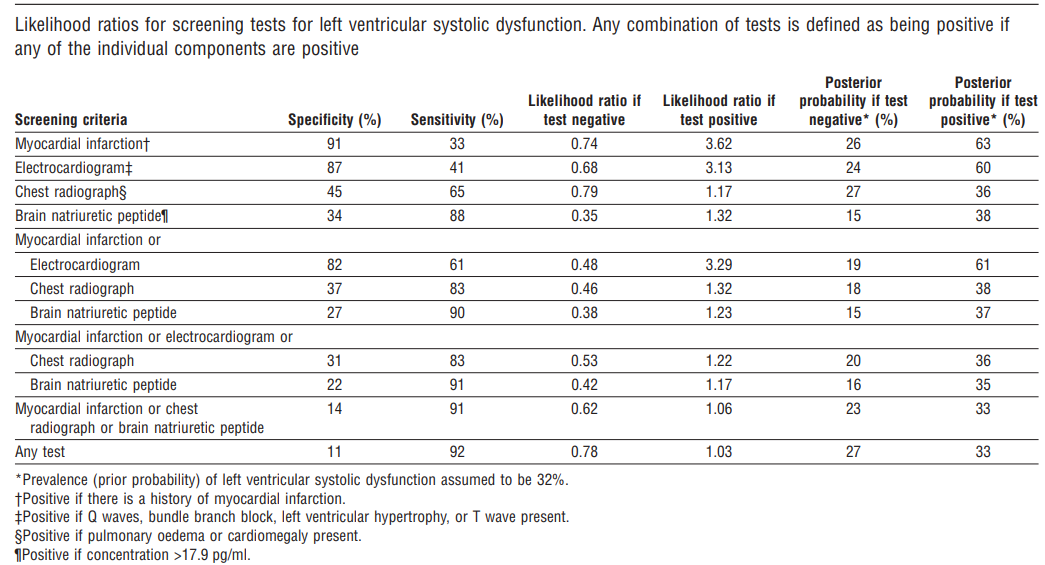 Likelihood ratios for screening tests for left ventricular systolic dysfunction. Any combination of tests is defined as being positive if
any of the individual components are positive
Screening criteria Specificity (%) Sensitivity (%) Likelihood ratio if test negative Likelihood ratio if test positive Posterior probability if test negative* (%) Posterior probability if test positive* (%)
Myocardial infarction† 91 33 0.74 3.62 26 63
Electrocardiogram‡ 87 41 0.68 3.13 24 60
Chest radiograph§ 45 65 0.79 1.17 27 36
Brain natriuretic peptide¶ 34 88 0.35 1.32 15 38
Myocardial infarction or
Electrocardiogram 82 61 0.48 3.29 19 61
Chest radiograph 37 83 0.46 1.32 18 38
Brain natriuretic peptide 27 90 0.38 1.23 15 37
Myocardial infarction or electrocardiogram or
Chest radiograph 31 83 0.53 1.22 20 36
Brain natriuretic peptide 22 91 0.42 1.17 16 35
Myocardial infarction or chest 14 91 0.62 1.06 23 33
radiograph or brain natriuretic peptide
Any test 11 92 0.78 1.03 27 33
*Prevalence (prior probability) of left ventricular systolic dysfunction assumed to be 32%.
†Positive if there is a history of myocardial infarction.
‡Positive if Q waves, bundle branch block, left ventricular hypertrophy, or T wave present.
§Positive if pulmonary oedema or cardiomegaly present.
¶Positive if concentration >17.9 pg/ml.